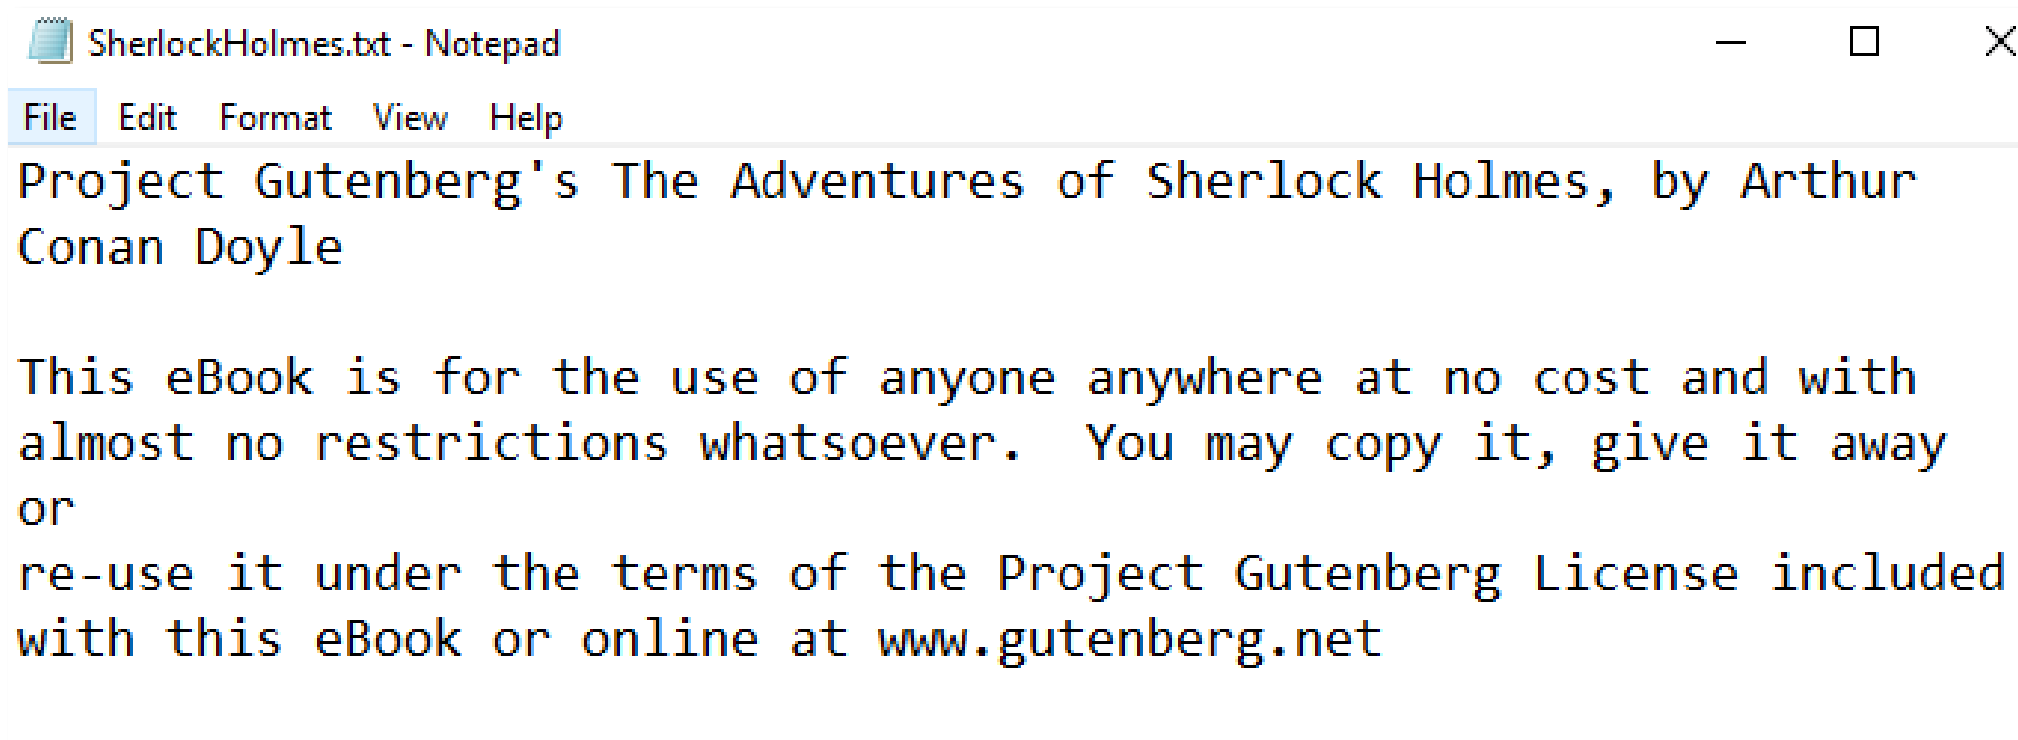 SherlockHolmes.txt - Notepad
File Edit Format View Help
Project Gutenberg's The Adventures of Sherlock Holmes, by Arthur
Conan Doyle
This eBook is for the use of anyone anywhere at no cost and with
almost no restrictions whatsoever.  You may copy it, give it away
or
re-use it under the terms of the Project Gutenberg License included
with this eBook or online at www.gutenberg.net